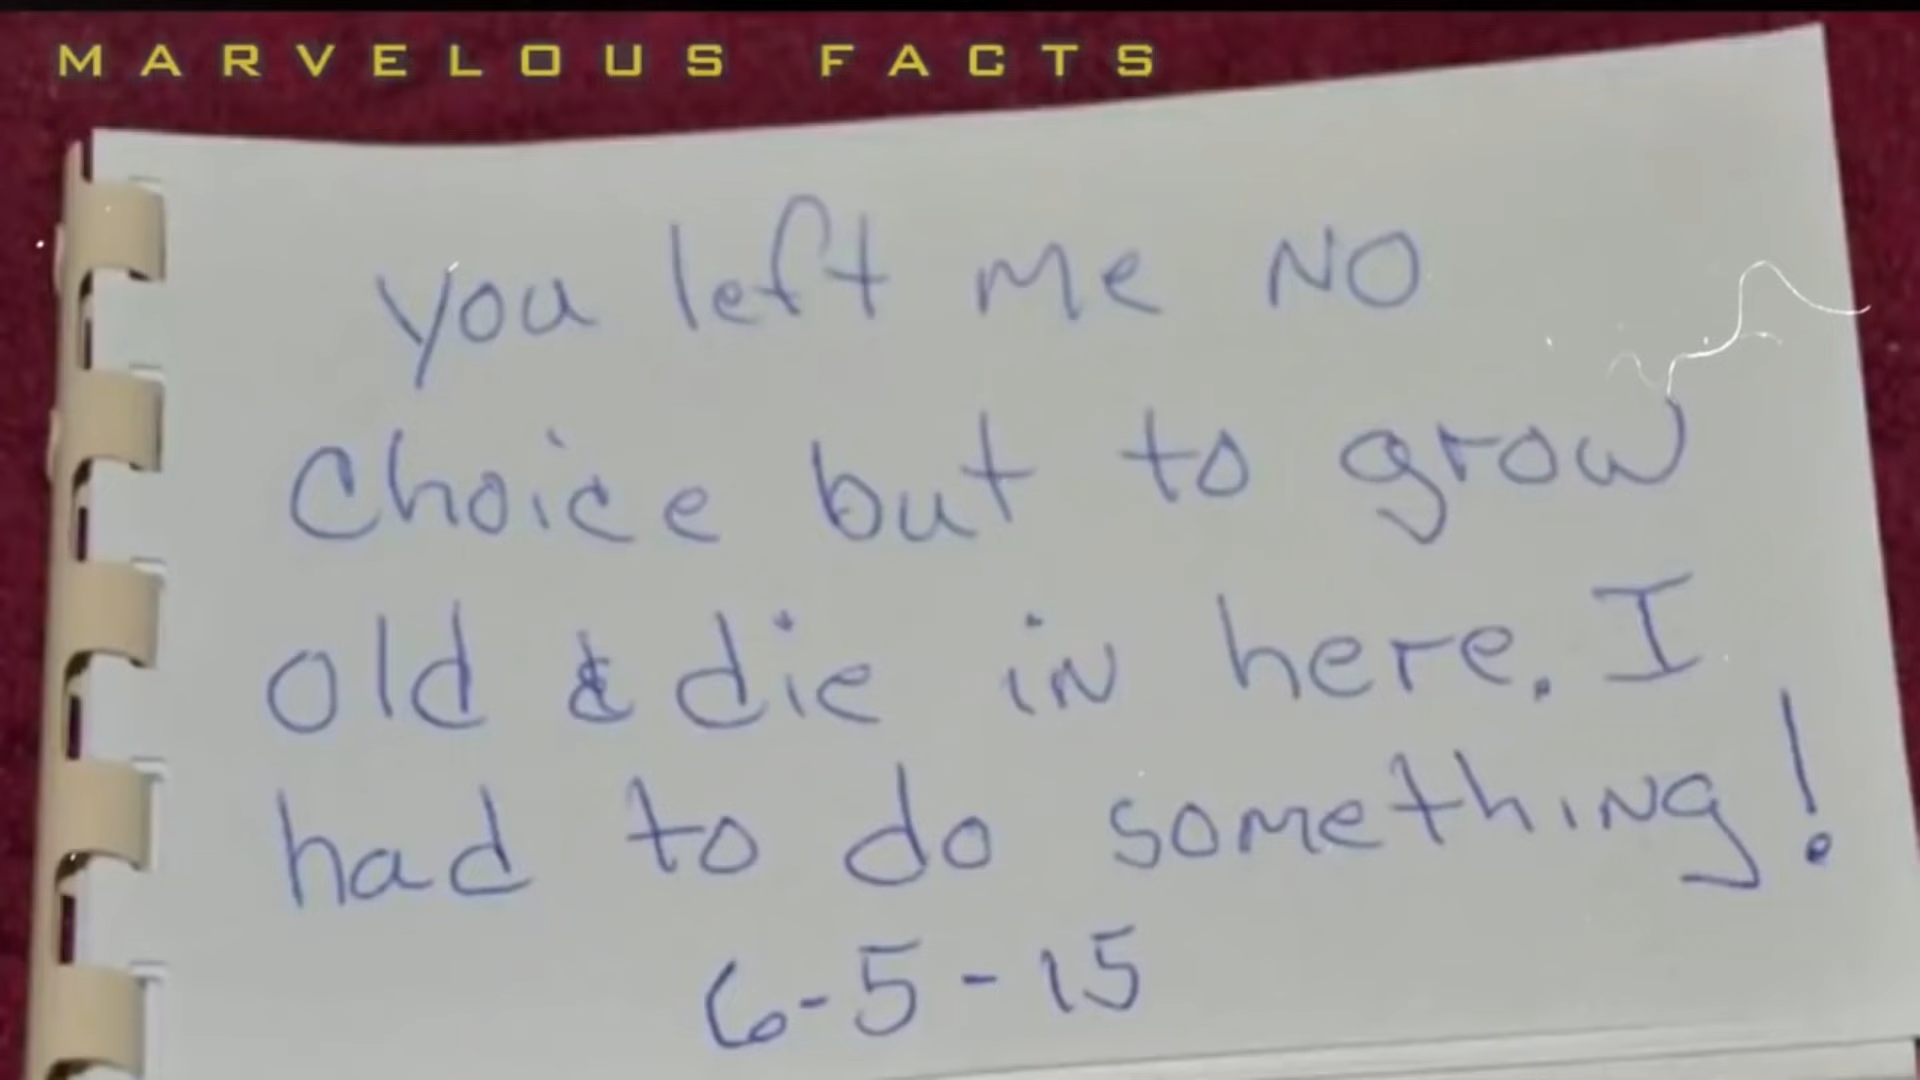 MARVELOUS FACTS
you left me NO
Choice but to grow
old & die in here. I
had to do something!
6-5-15